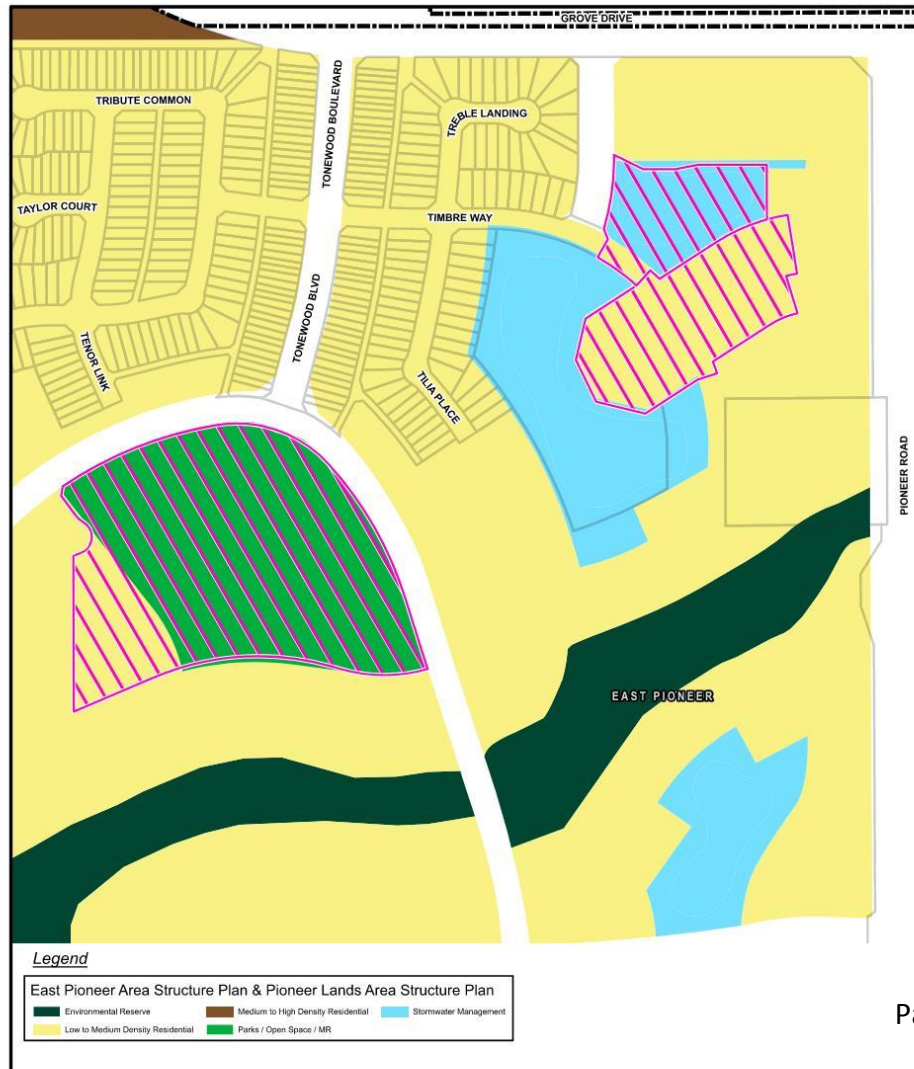 GROVE DRIVE
TONEWOOD BOULEVARD
TRIBUTE COMMON
TREBLE LANDING
TAYLOR COURT
TIMBRE WAY
TONEWOOD BLVD
TENOR LINK
TILIA PLACE
PIONEER ROAD
EAST PIONEER
Legend
East Pioneer Area Structure Plan & Pioneer Lands Area Structure Plan
Environmental Reserve Medium to High Density Residential Stormwater Management
Low to Medium Density Residential Parks / Open Space / MR
Pa